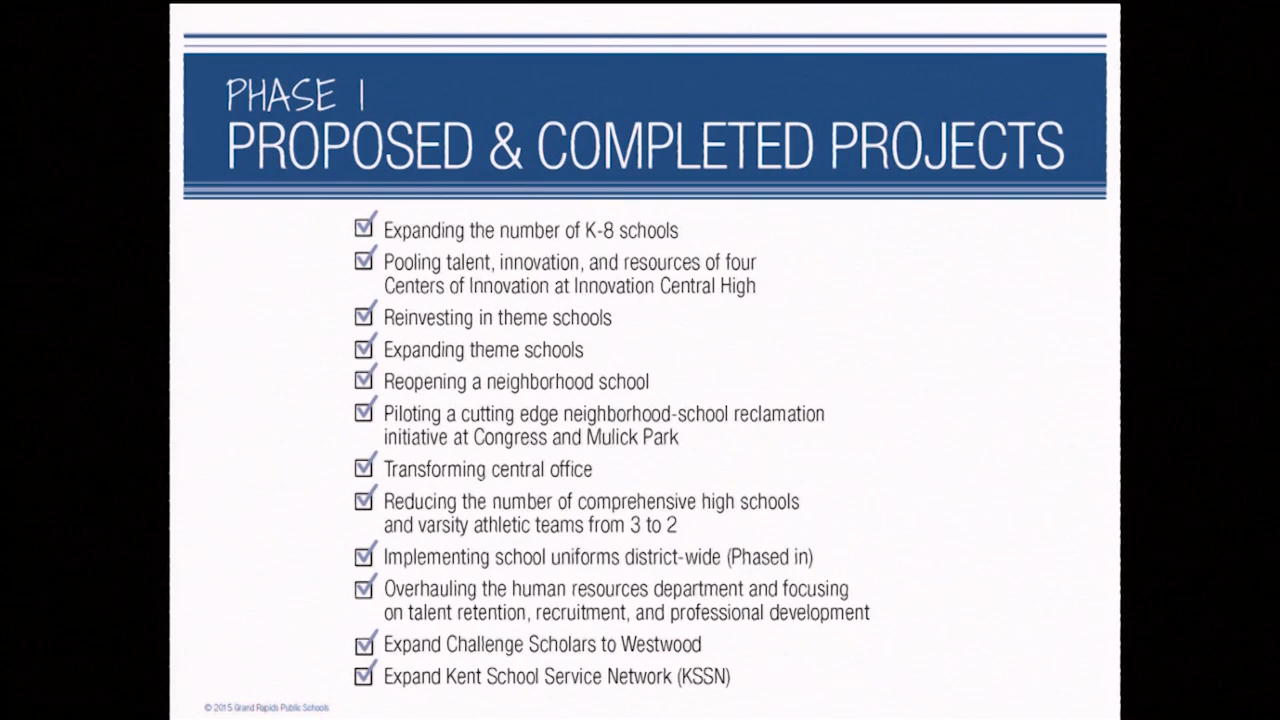 PHASE 1
PROPOSED & COMPLETED PROJECTS
Expanding the number of K-8 schools
Pooling talent, innovation, and resources of four
Centers of Innovation at Innovation Central High
Reinvesting in theme schools
Expanding theme schools
Reopening a neighborhood school
Piloting a cutting edge neighborhood-school reclamation
initiative at Congress and Mulick Park
Transforming central office
Reducing the number of comprehensive high schools
and varsity athletic teams from 3 to 2
Implementing school uniforms district-wide (Phased in)
Overhauling the human resources department and focusing
on talent retention, recruitment, and professional development
Expand Challenge Scholars to Westwood
Expand Kent School Service Network (KSSN)
© 2015 Grand Rapids Public Schools